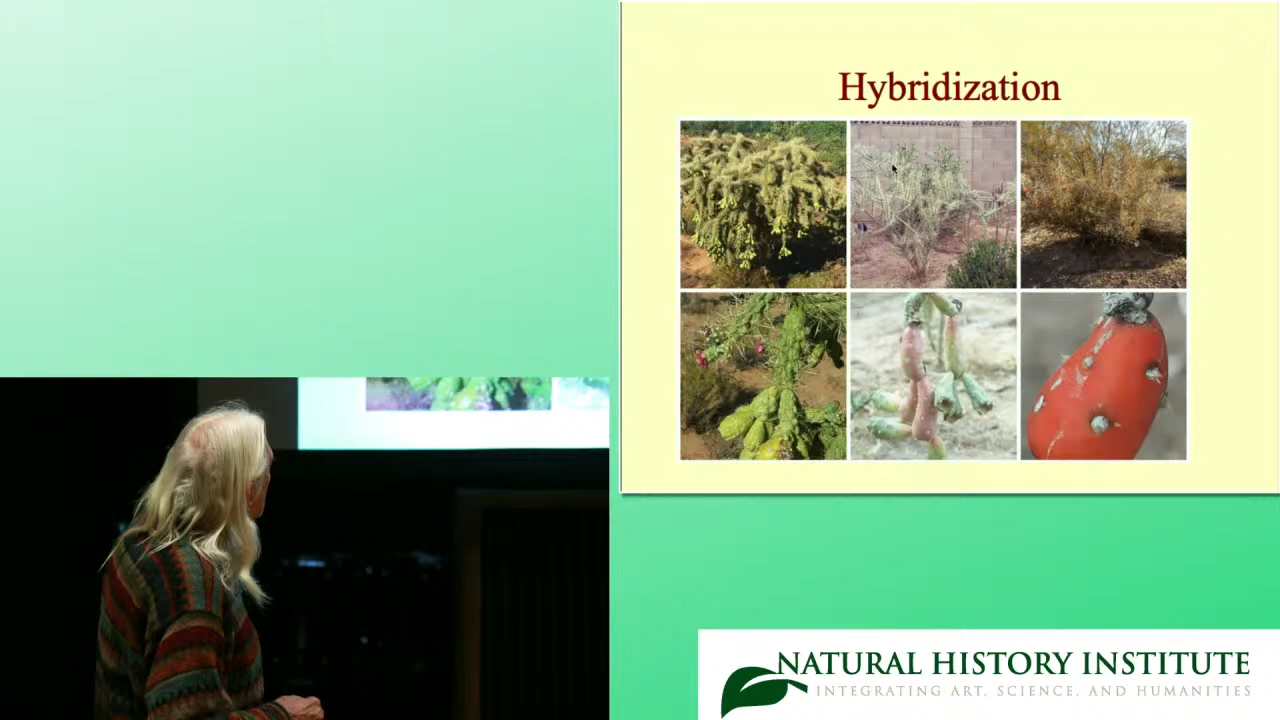 Hybridization
NATURAL HISTORY INSTITUTE
INTEGRATING ART, SCIENCE, AND HUMANITIES